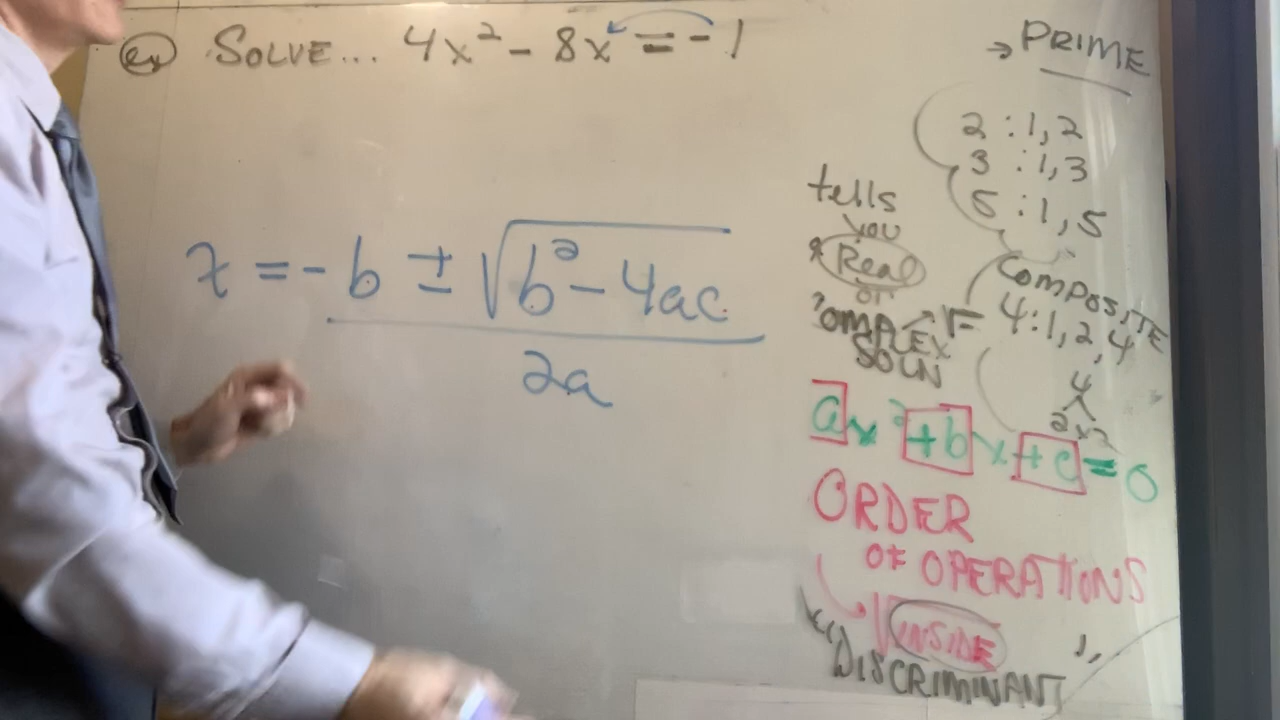 ex SOLVE... 4x² - 8x = -1
x = -b ± √b² - 4ac
2a
→ PRIME
2 : 1, 2
3 : 1, 3
5 : 1, 5
COMPOSITE
4 : 1, 2, 4
4
2 x 2
tells
you
* Real
or
COMPLEX
SOLN
ax² + bx + c = 0
ORDER
OF OPERATIONS
√INSIDE
"DISCRIMINANT"